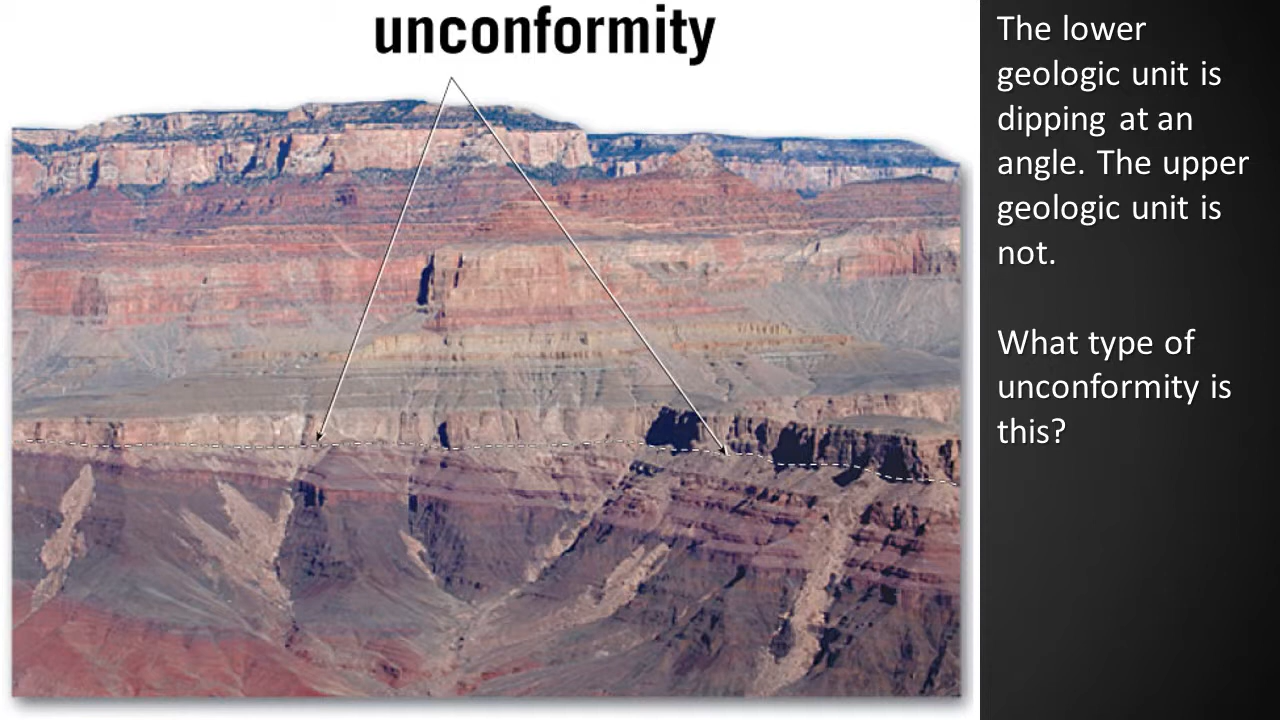 unconformity
The lower
geologic unit is
dipping at an
angle. The upper
geologic unit is
not.
What type of
unconformity is
this?